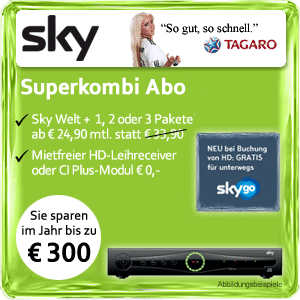 sky
“So gut, so schnell.”
TAGARO
Superkombi Abo
Sky Welt + 1, 2 oder 3 Pakete
ab € 24,90 mtl. statt € 33,90
Mietfreier HD-Leihreceiver
oder CI Plus-Modul € 0,-
NEU bei Buchung
von HD: GRATIS
für unterwegs
sky go
Sie sparen
im Jahr bis zu
€ 300
sky
Abbildungsbeispiele